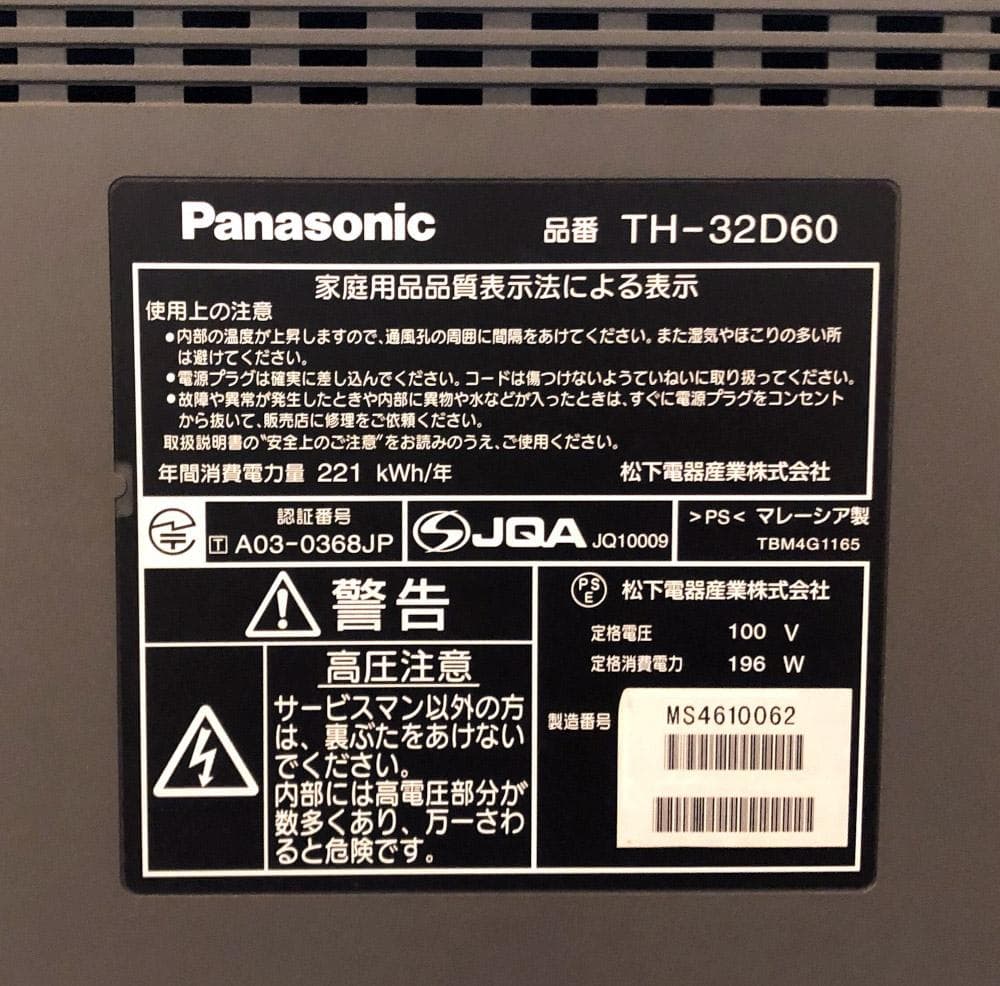 Panasonic 品番 TH-32D60
家庭用品品質表示法による表示
使用上の注意
●内部の温度が上昇しますので、通風孔の周囲に間隔をあけてください。また湿気やほこりの多い所
は避けてください。
●電源プラグは確実に差し込んでください。コードは傷つけないようていねいに取り扱ってください。
●故障や異常が発生したときや内部に異物や水などが入ったときは、すぐに電源プラグをコンセント
から抜いて、販売店に修理をご依頼ください。
取扱説明書の"安全上のご注意"をお読みのうえ、ご使用ください。
年間消費電力量 221 kWh/年 松下電器産業株式会社
認証番号
T A03-0368JP
JQA JQ10009
>PS< マレーシア製
TBM4G1165
警告
高圧注意
サービスマン以外の方
は、裏ぶたをあけない
でください。
内部には高電圧部分が
数多くあり、万一さわ
ると危険です。
PS
E
松下電器産業株式会社
定格電圧 100 V
定格消費電力 196 W
製造番号 MS4610062